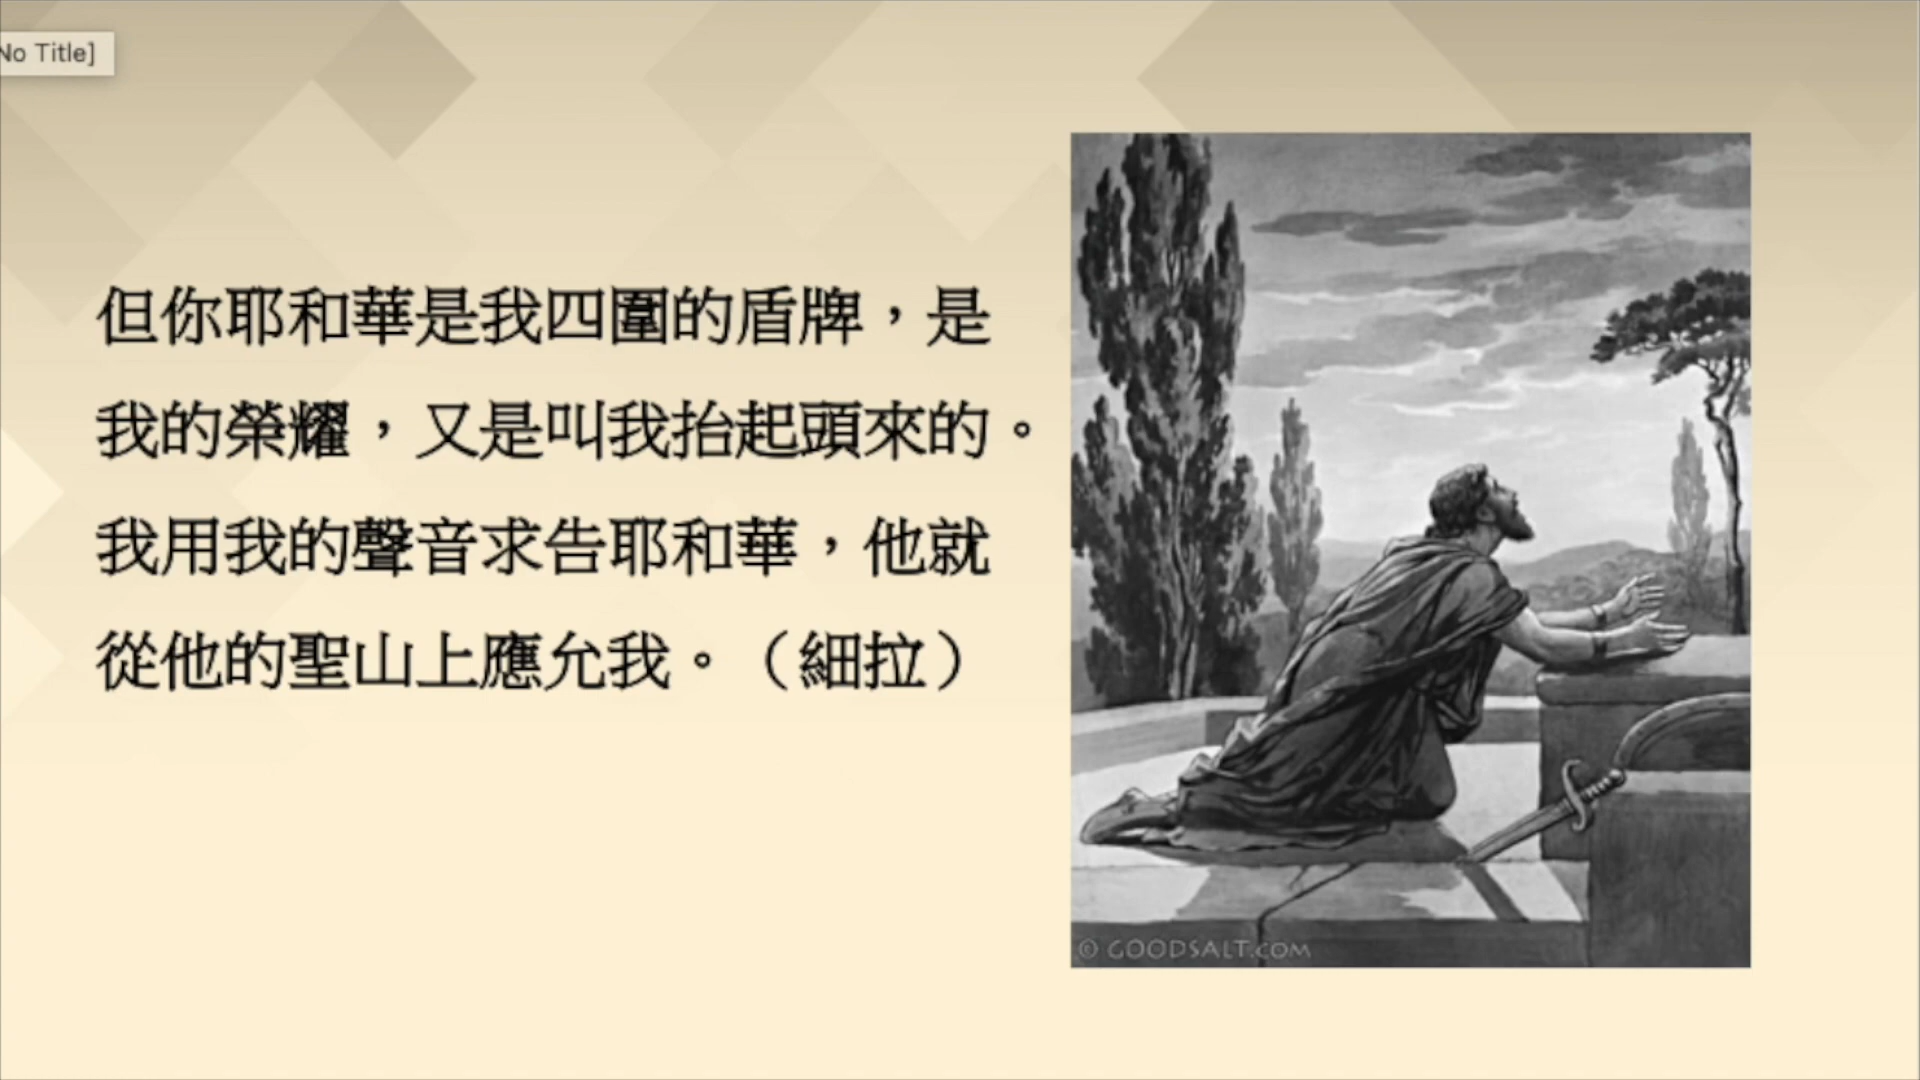 No Title]
但你耶和華是我四圍的盾牌，是
我的榮耀，又是叫我抬起頭來的。
我用我的聲音求告耶和華，他就
從他的聖山上應允我。（細拉）
© GOODSALT.COM